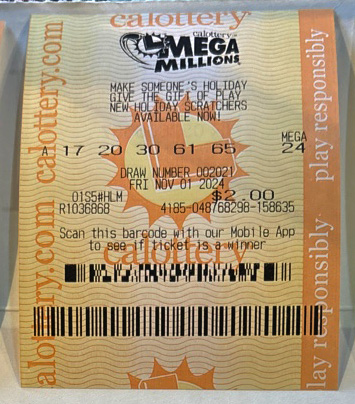 calottery
calottery
MEGA
MILLIONS
MAKE SOMEONE'S HOLIDAY
GIVE THE GIFT OF PLAY
NEW HOLIDAY SCRATCHERS
AVAILABLE NOW!
MEGA
A 17 20 30 61 65 24
DRAW NUMBER 002021
FRI NOV 01 2024
01S5#HLM $2.00
R1036868 4185-048768298-158635
Scan this barcode with our Mobile App
to see if ticket is a winner
calottery
calottery.com calottery.com
play responsibly play responsibly